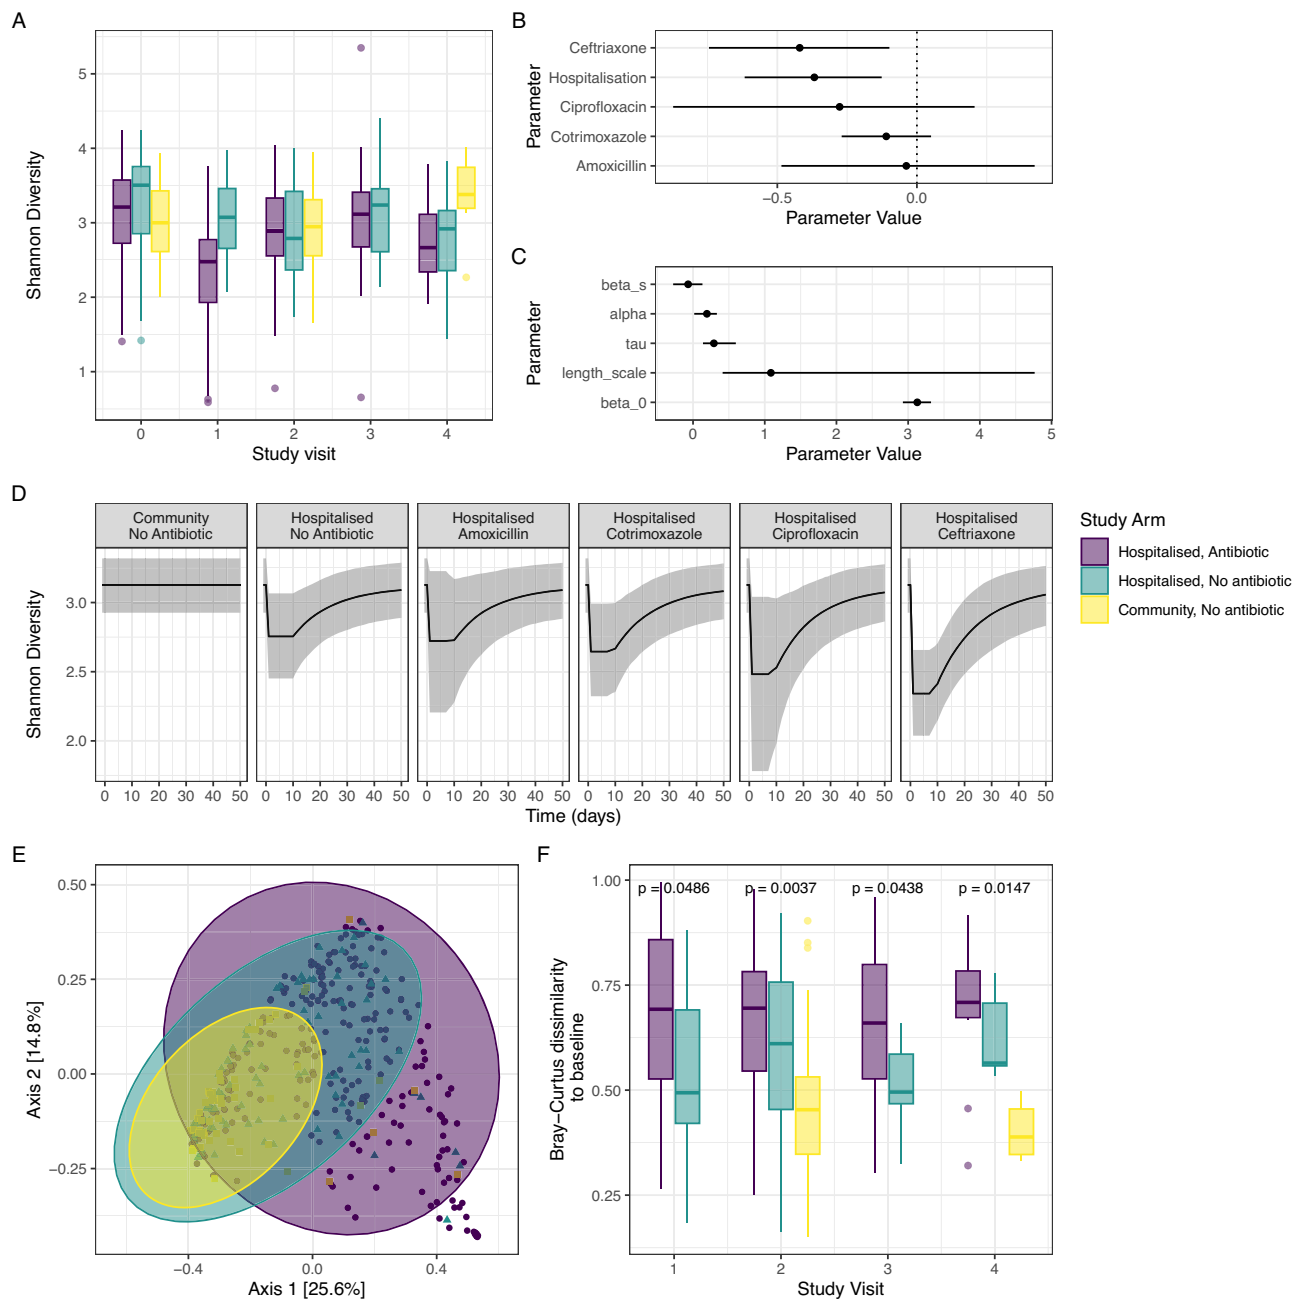 A
5
4
3
2
1
Shannon Diversity
0 1 2 3 4
Study visit
B
Parameter
Ceftriaxone
Hospitalisation
Ciprofloxacin
Cotrimoxazole
Amoxicillin
−0.5 0.0
Parameter Value
C
Parameter
beta_s
alpha
tau
length_scale
beta_0
0 1 2 3 4 5
Parameter Value
D
Shannon Diversity
3.0
2.5
2.0
Community
No Antibiotic
Hospitalised
No Antibiotic
Hospitalised
Amoxicillin
Hospitalised
Cotrimoxazole
Hospitalised
Ciprofloxacin
Hospitalised
Ceftriaxone
0 10 20 30 40 50 0 10 20 30 40 50 0 10 20 30 40 50 0 10 20 30 40 50 0 10 20 30 40 50 0 10 20 30 40 50
Time (days)
Study Arm
Hospitalised, Antibiotic
Hospitalised, No antibiotic
Community, No antibiotic
E
Axis 2 [14.8%]
0.50
0.25
0.00
−0.25
−0.4 0.0 0.4
Axis 1 [25.6%]
F
Bray−Curtus dissimilarity
to baseline
1.00
0.75
0.50
0.25
p = 0.0486 p = 0.0037 p = 0.0438 p = 0.0147
1 2 3 4
Study Visit